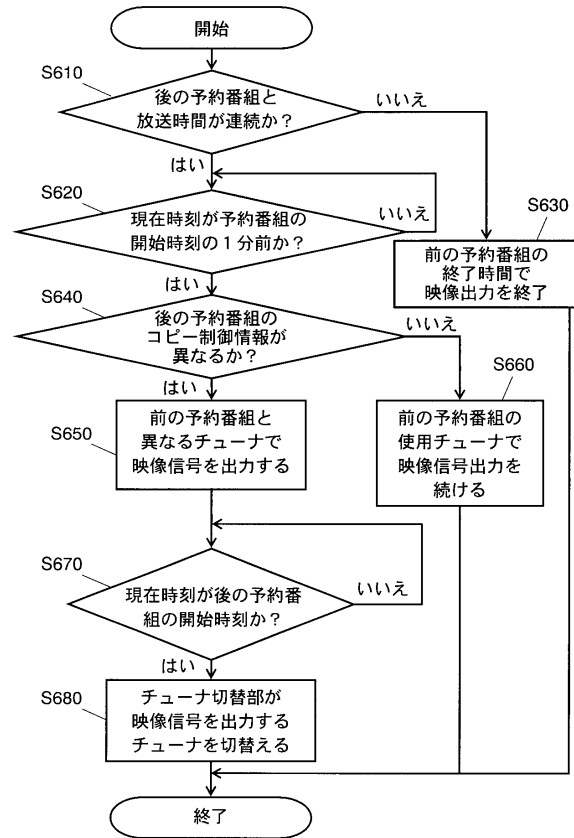 開始
S610
後の予約番組と
放送時間が連続か？
いいえ
はい
S620
現在時刻が予約番組の
開始時刻の１分前か？
いいえ
はい
S630
前の予約番組の
終了時間で
映像出力を終了
S640
後の予約番組の
コピー制御情報が
異なるか？
いいえ
はい
S650
前の予約番組と
異なるチューナで
映像信号を出力する
S660
前の予約番組の
使用チューナで
映像信号出力を
続ける
S670
現在時刻が後の予約番
組の開始時刻か？
いいえ
はい
S680
チューナ切替部が
映像信号を出力する
チューナを切替える
終了